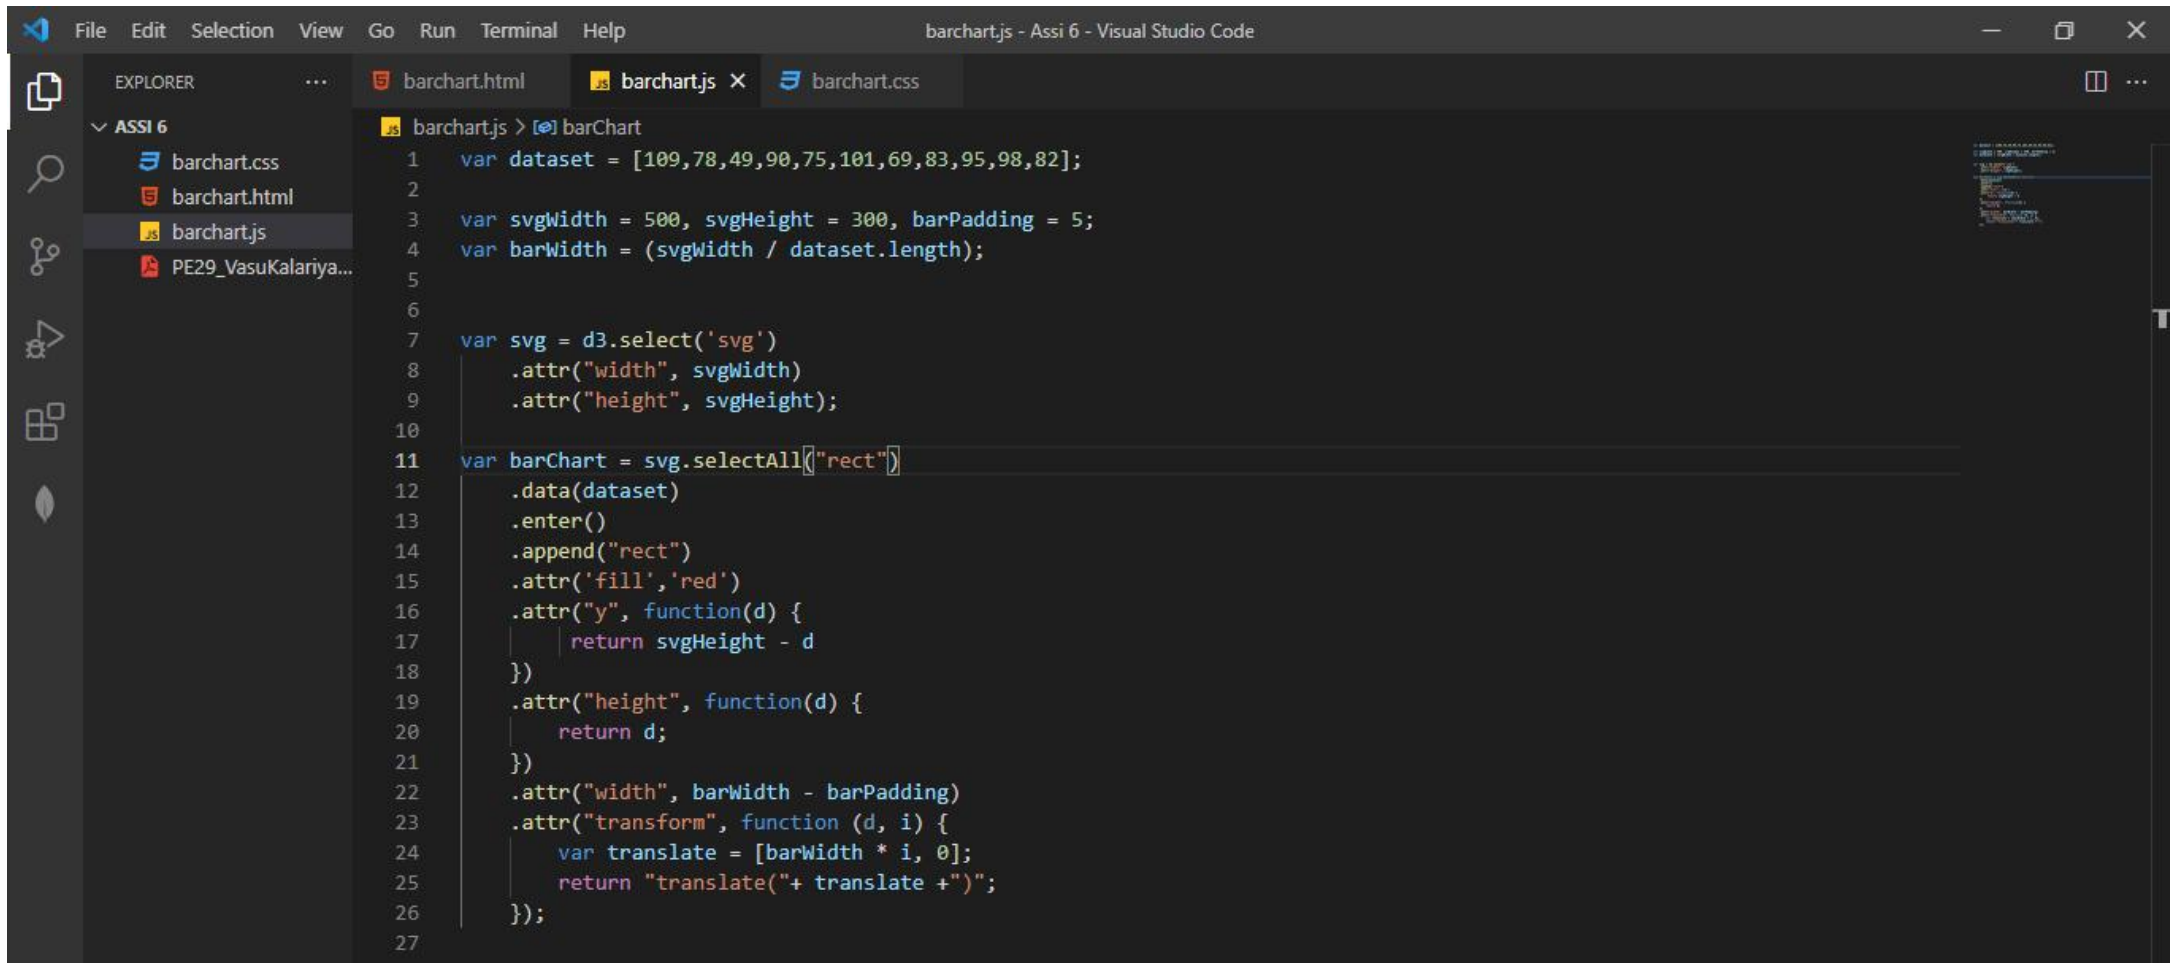 File Edit Selection View Go Run Terminal Help barchart.js - Assi 6 - Visual Studio Code
EXPLORER ...
barchart.html barchart.js barchart.css
ASSI 6
barchart.css
barchart.html
barchart.js
PE29_VasuKalariya...
barchart.js > barChart
1 var dataset = [109,78,49,90,75,101,69,83,95,98,82];
2
3 var svgWidth = 500, svgHeight = 300, barPadding = 5;
4 var barWidth = (svgWidth / dataset.length);
5
6
7 var svg = d3.select('svg')
8 .attr("width", svgWidth)
9 .attr("height", svgHeight);
10
11 var barChart = svg.selectAll("rect")
12 .data(dataset)
13 .enter()
14 .append("rect")
15 .attr('fill','red')
16 .attr("y", function(d) {
17 return svgHeight - d
18 })
19 .attr("height", function(d) {
20 return d;
21 })
22 .attr("width", barWidth - barPadding)
23 .attr("transform", function (d, i) {
24 var translate = [barWidth * i, 0];
25 return "translate("+ translate +")";
26 });
27